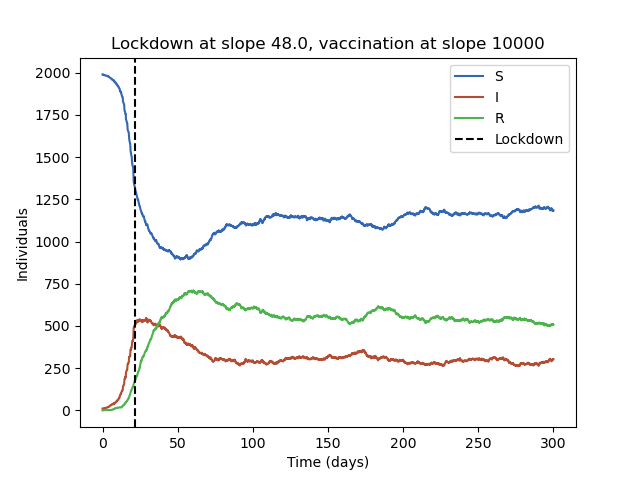 Lockdown at slope 48.0, vaccination at slope 10000
S
I
R
Lockdown
2000
1750
1500
1250
1000
750
500
250
0
Individuals
0 50 100 150 200 250 300
Time (days)